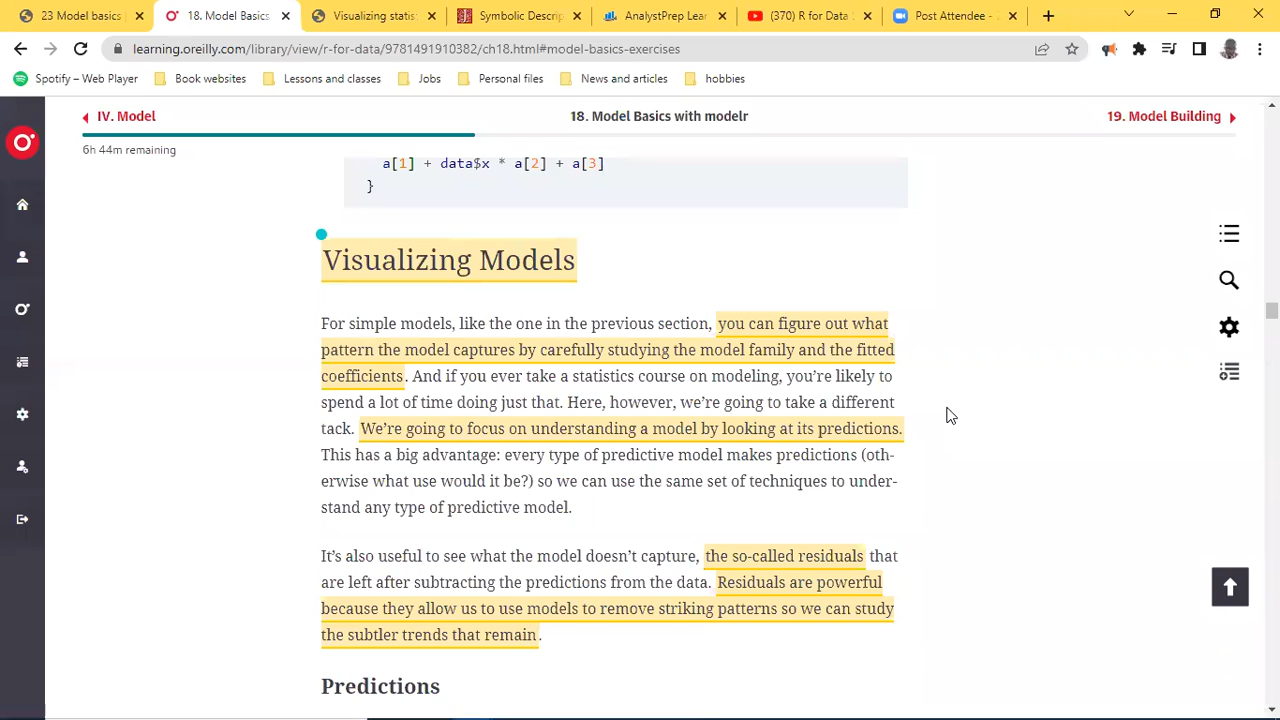 23 Model basics
18. Model Basics
Visualizing statis
Symbolic Descrip
AnalystPrep Lear
(370) R for Data
Post Attendee -
learning.oreilly.com/library/view/r-for-data/9781491910382/ch18.html#model-basics-exercises
Spotify – Web Player
Book websites
Lessons and classes
Jobs
Personal files
News and articles
hobbies
IV. Model
18. Model Basics with modelr
19. Model Building
6h 44m remaining
a[1] + data$x * a[2] + a[3]
}
Visualizing Models
For simple models, like the one in the previous section, you can figure out what
pattern the model captures by carefully studying the model family and the fitted
coefficients. And if you ever take a statistics course on modeling, you’re likely to
spend a lot of time doing just that. Here, however, we’re going to take a different
tack. We’re going to focus on understanding a model by looking at its predictions.
This has a big advantage: every type of predictive model makes predictions (oth-
erwise what use would it be?) so we can use the same set of techniques to under-
stand any type of predictive model.
It’s also useful to see what the model doesn’t capture, the so-called residuals that
are left after subtracting the predictions from the data. Residuals are powerful
because they allow us to use models to remove striking patterns so we can study
the subtler trends that remain.
Predictions